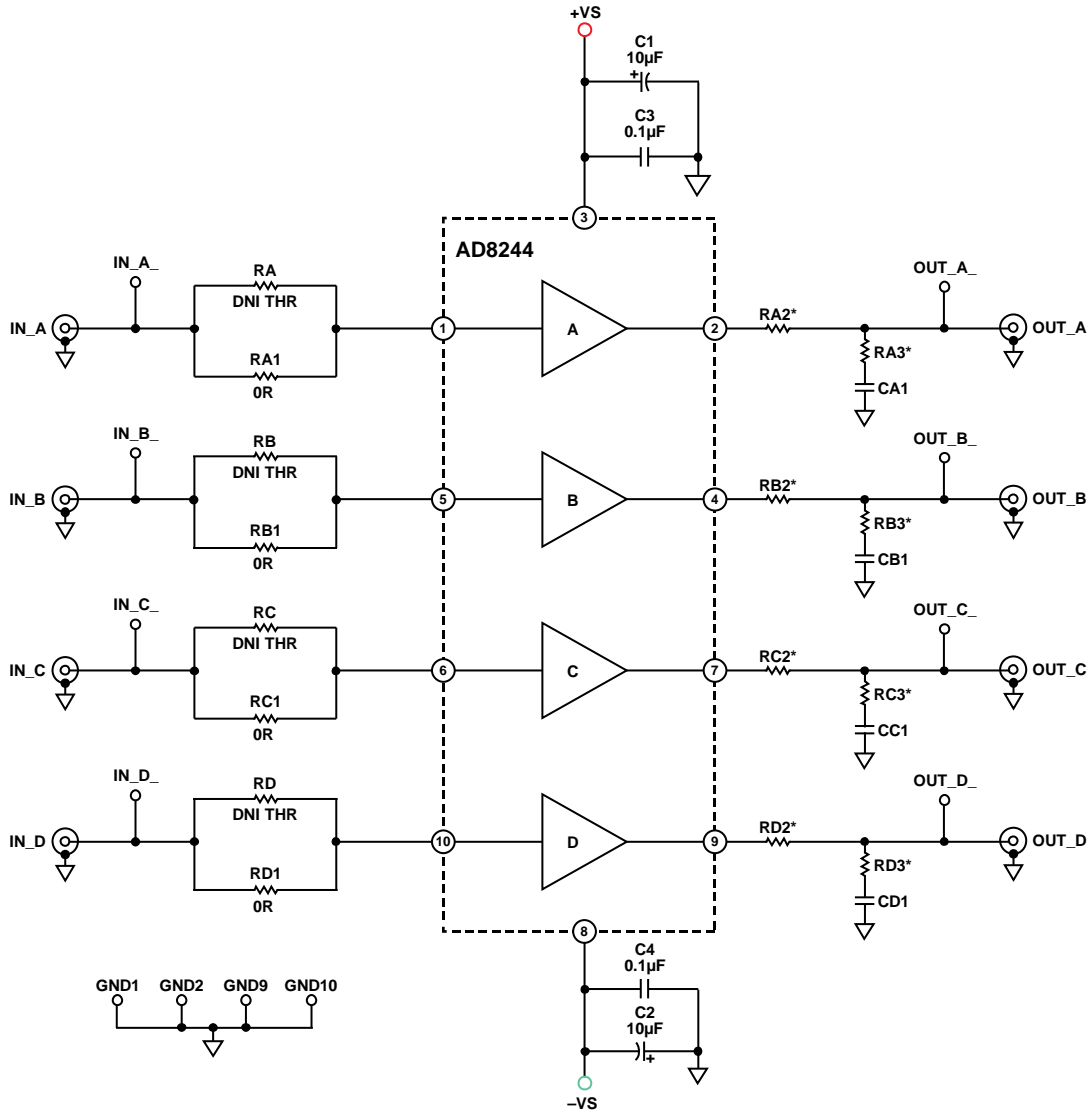 +VS
C1
10µF
+
C3
0.1µF
3
AD8244
IN_A_
RA
DNI THR
OUT_A_
IN_A
1
A
2
RA2*
OUT_A
RA3*
RA1
0R
CA1
IN_B_
RB
DNI THR
OUT_B_
IN_B
5
B
4
RB2*
OUT_B
RB3*
RB1
0R
CB1
IN_C_
RC
DNI THR
OUT_C_
IN_C
6
C
7
RC2*
OUT_C
RC3*
RC1
0R
CC1
IN_D_
RD
DNI THR
OUT_D_
IN_D
10
D
9
RD2*
OUT_D
RD3*
RD1
0R
CD1
8
C4
0.1µF
GND1 GND2 GND9 GND10
C2
10µF
+
–VS